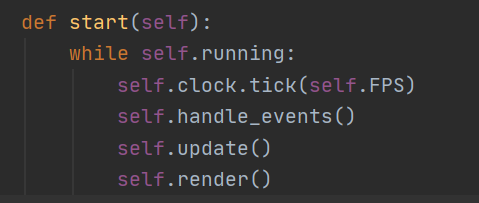 def start(self):
    while self.running:
        self.clock.tick(self.FPS)
        self.handle_events()
        self.update()
        self.render()